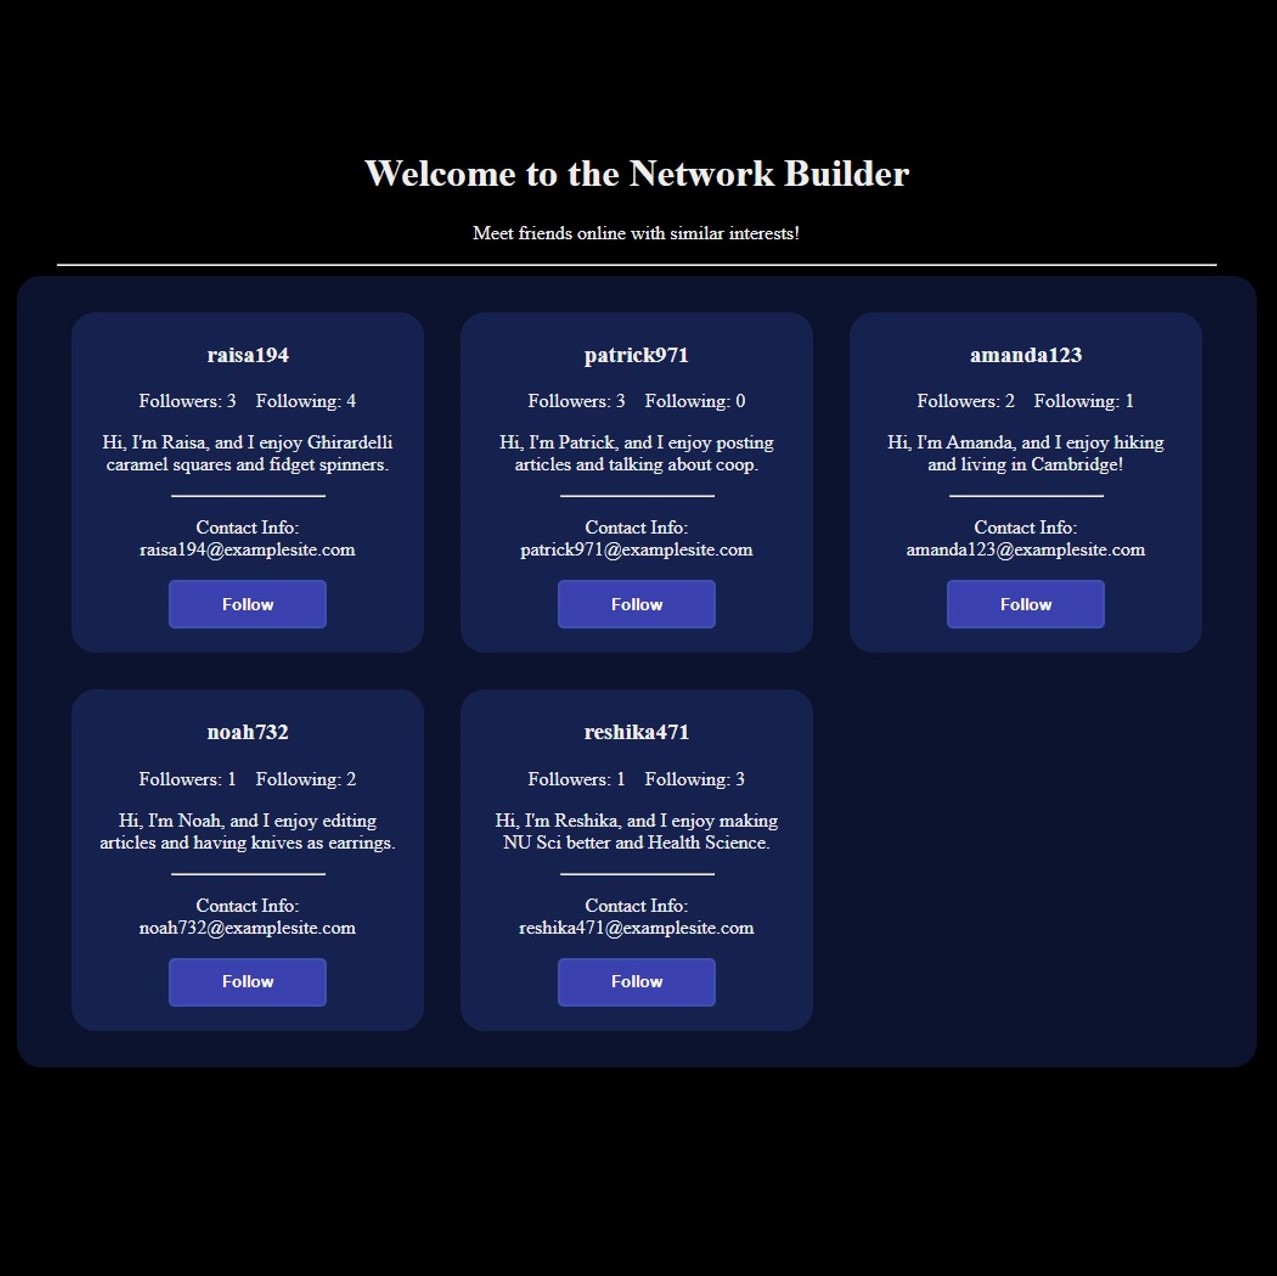 Welcome to the Network Builder
Meet friends online with similar interests!
raisa194
Followers: 3 Following: 4
Hi, I'm Raisa, and I enjoy Ghirardelli
caramel squares and fidget spinners.
Contact Info:
raisa194@examplesite.com
Follow
patrick971
Followers: 3 Following: 0
Hi, I'm Patrick, and I enjoy posting
articles and talking about coop.
Contact Info:
patrick971@examplesite.com
Follow
amanda123
Followers: 2 Following: 1
Hi, I'm Amanda, and I enjoy hiking
and living in Cambridge!
Contact Info:
amanda123@examplesite.com
Follow
noah732
Followers: 1 Following: 2
Hi, I'm Noah, and I enjoy editing
articles and having knives as earrings.
Contact Info:
noah732@examplesite.com
Follow
reshika471
Followers: 1 Following: 3
Hi, I'm Reshika, and I enjoy making
NU Sci better and Health Science.
Contact Info:
reshika471@examplesite.com
Follow